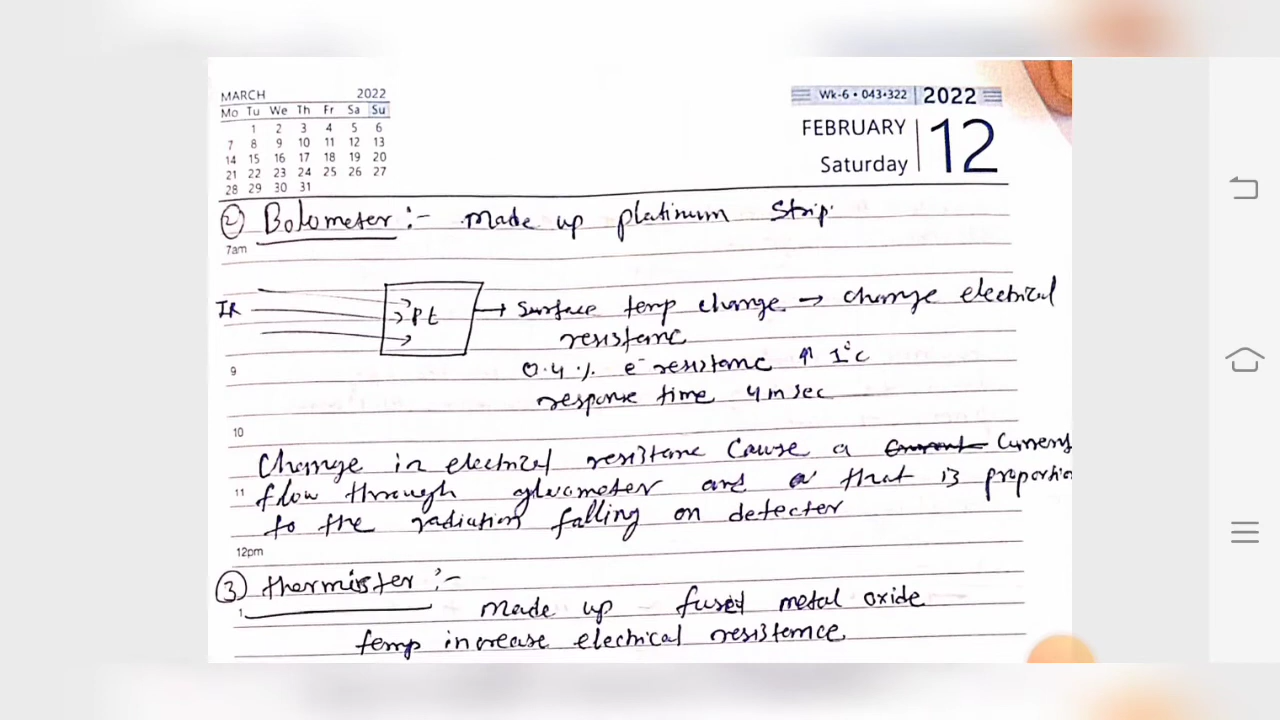 MARCH 2022
Mo Tu We Th Fr Sa Su
1 2 3 4 5 6
7 8 9 10 11 12 13
14 15 16 17 18 19 20
21 22 23 24 25 26 27
28 29 30 31
Wk-6 • 043•322 2022
FEBRUARY 12
Saturday
② Bolometer :- made up platinum strip.
7am
IR Pt → Surface temp change → change electrical
resistance
9 0.4 % e⁻ resistance ↑ 1°c
response time 4 m sec
10
Change in electrical resistance cause a Current Current
11 flow through glucometer and a that is proportio
to the radiation falling on detecter
12pm
③ thermister :-
1 made up - fused metal oxide
temp increase electrical resistence